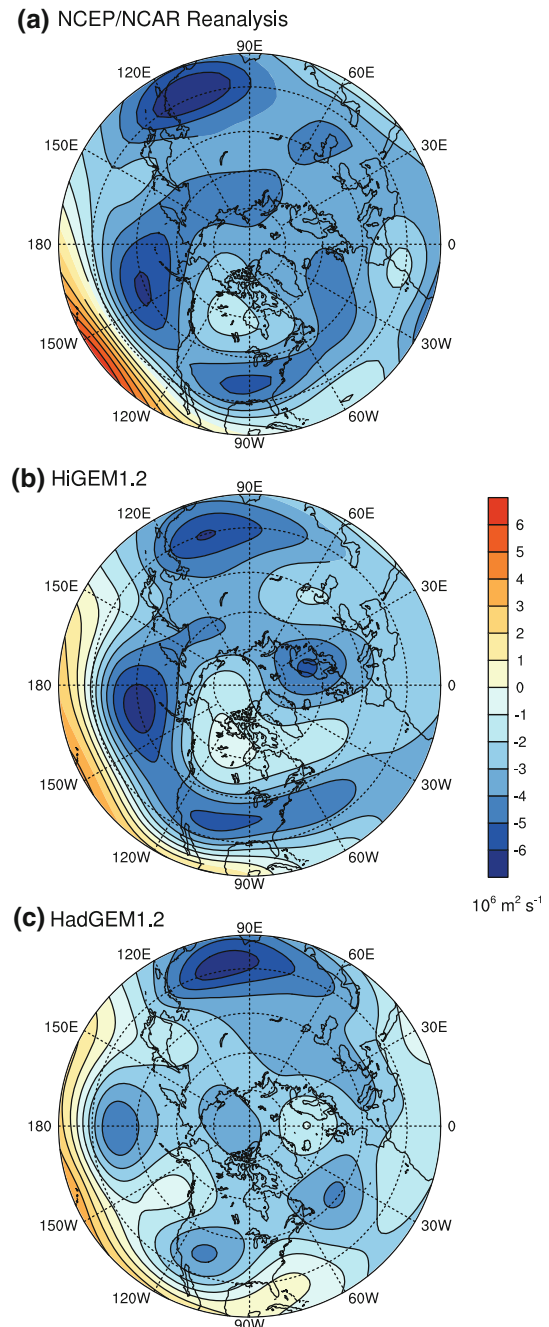 (a) NCEP/NCAR Reanalysis
90E
120E
60E
150E
30E
180
0
150W
30W
120W
60W
90W
(b) HiGEM1.2
90E
120E
60E
150E
30E
180
0
150W
30W
120W
60W
90W
6
5
4
3
2
1
0
-1
-2
-3
-4
-5
-6
10⁶ m² s⁻¹
(c) HadGEM1.2
90E
120E
60E
150E
30E
180
0
150W
30W
120W
60W
90W